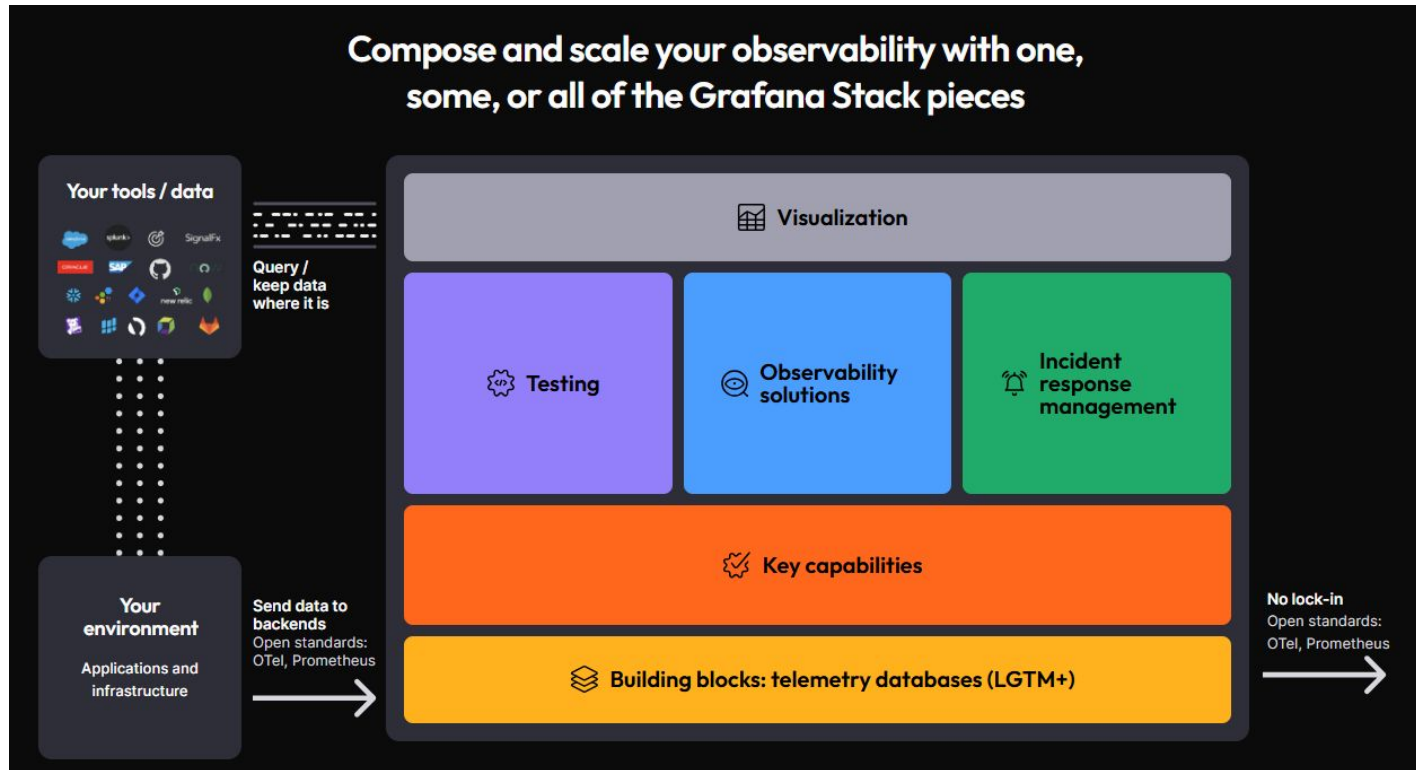 Compose and scale your observability with one,
some, or all of the Grafana Stack pieces
Your tools / data
splunk>
SignalFx
ORACLE
SAP
new relic
Query /
keep data
where it is
Visualization
Testing
Observability
solutions
Incident
response
management
Key capabilities
Building blocks: telemetry databases (LGTM+)
Your
environment
Applications and
infrastructure
Send data to
backends
Open standards:
OTel, Prometheus
No lock-in
Open standards:
OTel, Prometheus